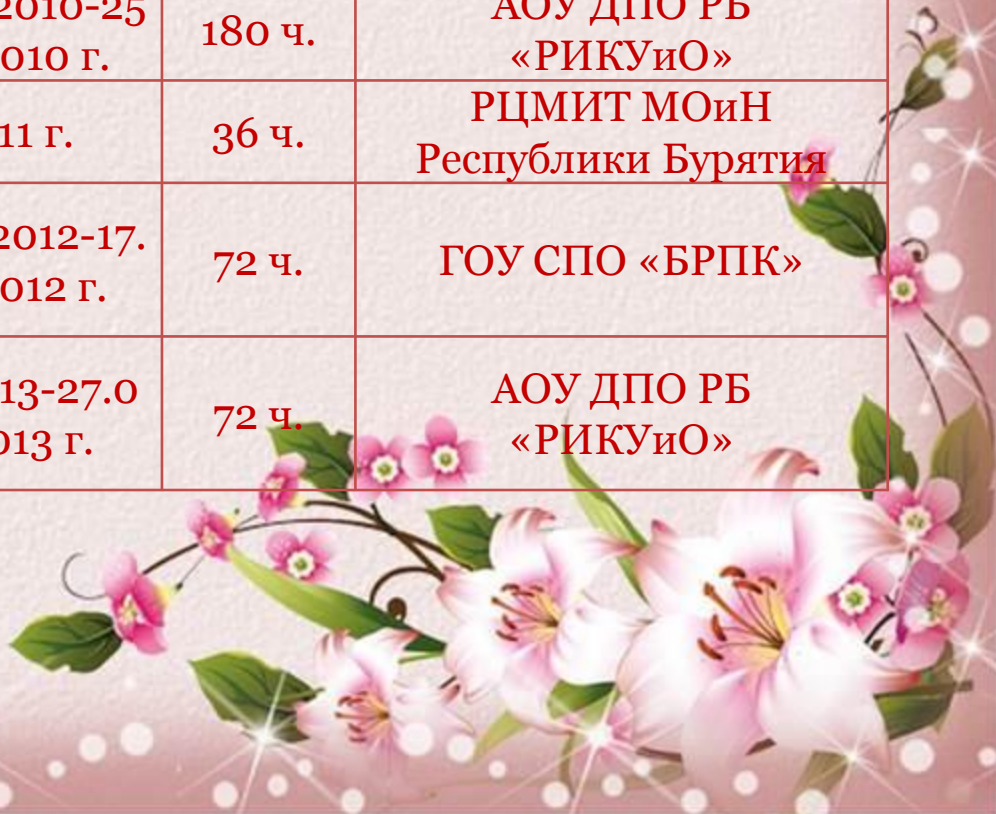 2010-25
010 г.
180 ч.
АОУ ДПО РБ
«РИКУиО»
11 г.
36 ч.
РЦМИТ МОиН
Республики Бурятия
2012-17.
012 г.
72 ч.
ГОУ СПО «БРПК»
13-27.0
013 г.
72 ч.
АОУ ДПО РБ
«РИКУиО»